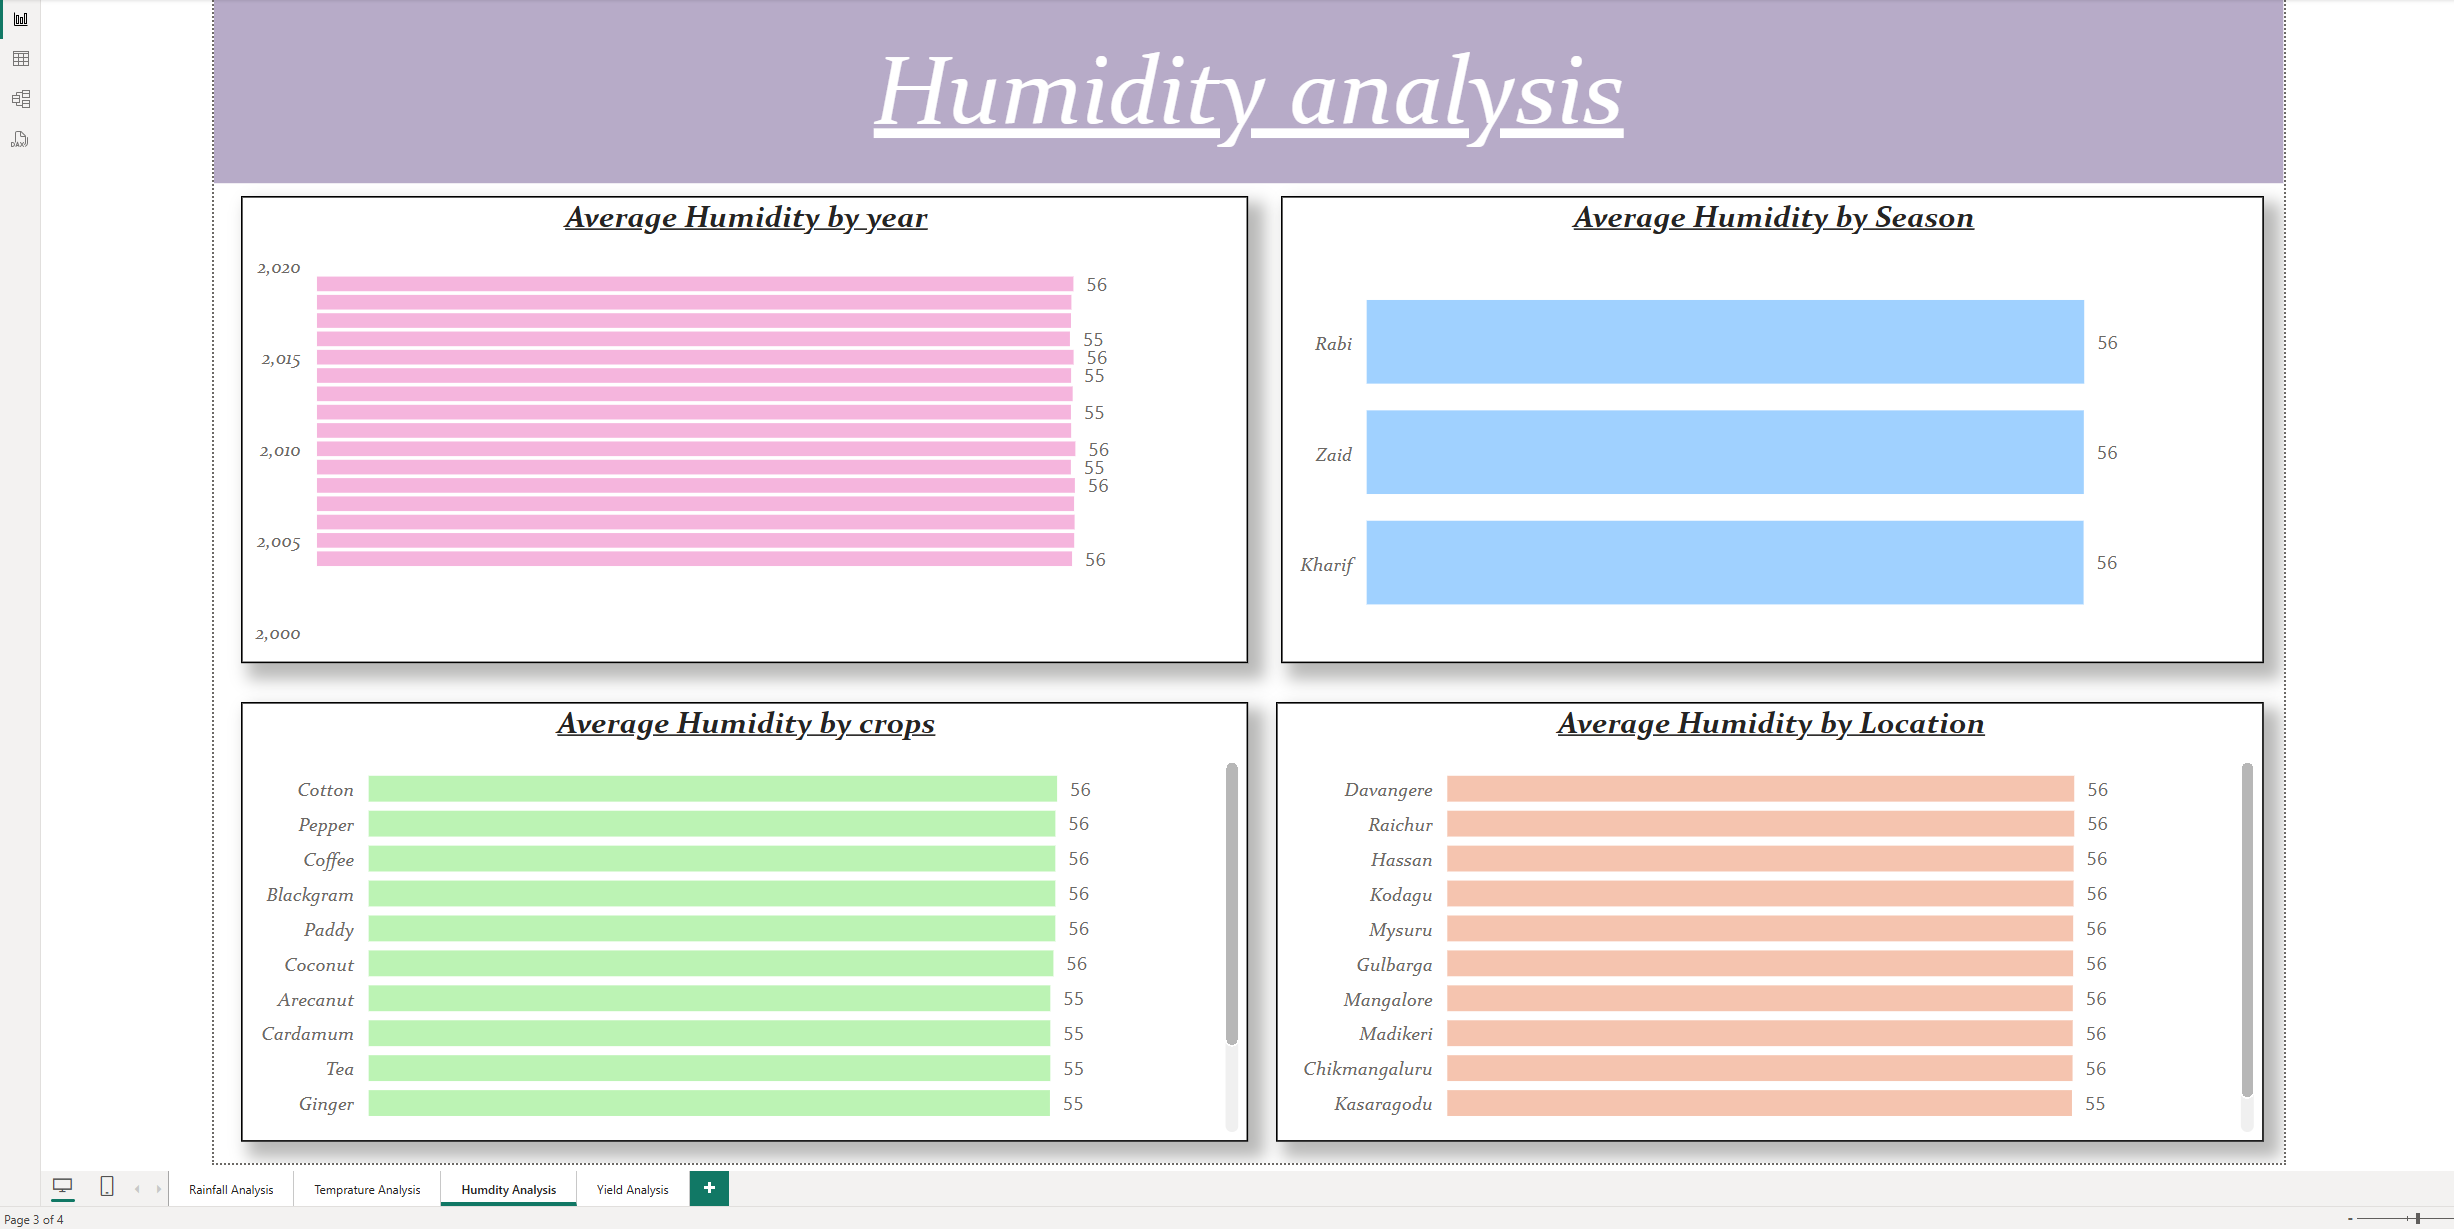 Humidity analysis
Average Humidity by year
2,020
56
55
2,015
56
55
55
2,010
56
55
56
2,005
56
2,000
Average Humidity by Season
Rabi 56
Zaid 56
Kharif 56
Average Humidity by crops
Cotton 56
Pepper 56
Coffee 56
Blackgram 56
Paddy 56
Coconut 56
Arecanut 55
Cardamum 55
Tea 55
Ginger 55
Average Humidity by Location
Davangere 56
Raichur 56
Hassan 56
Kodagu 56
Mysuru 56
Gulbarga 56
Mangalore 56
Madikeri 56
Chikmangaluru 56
Kasaragodu 55
DAX
Rainfall Analysis Temprature Analysis Humdity Analysis Yield Analysis +
Page 3 of 4
-